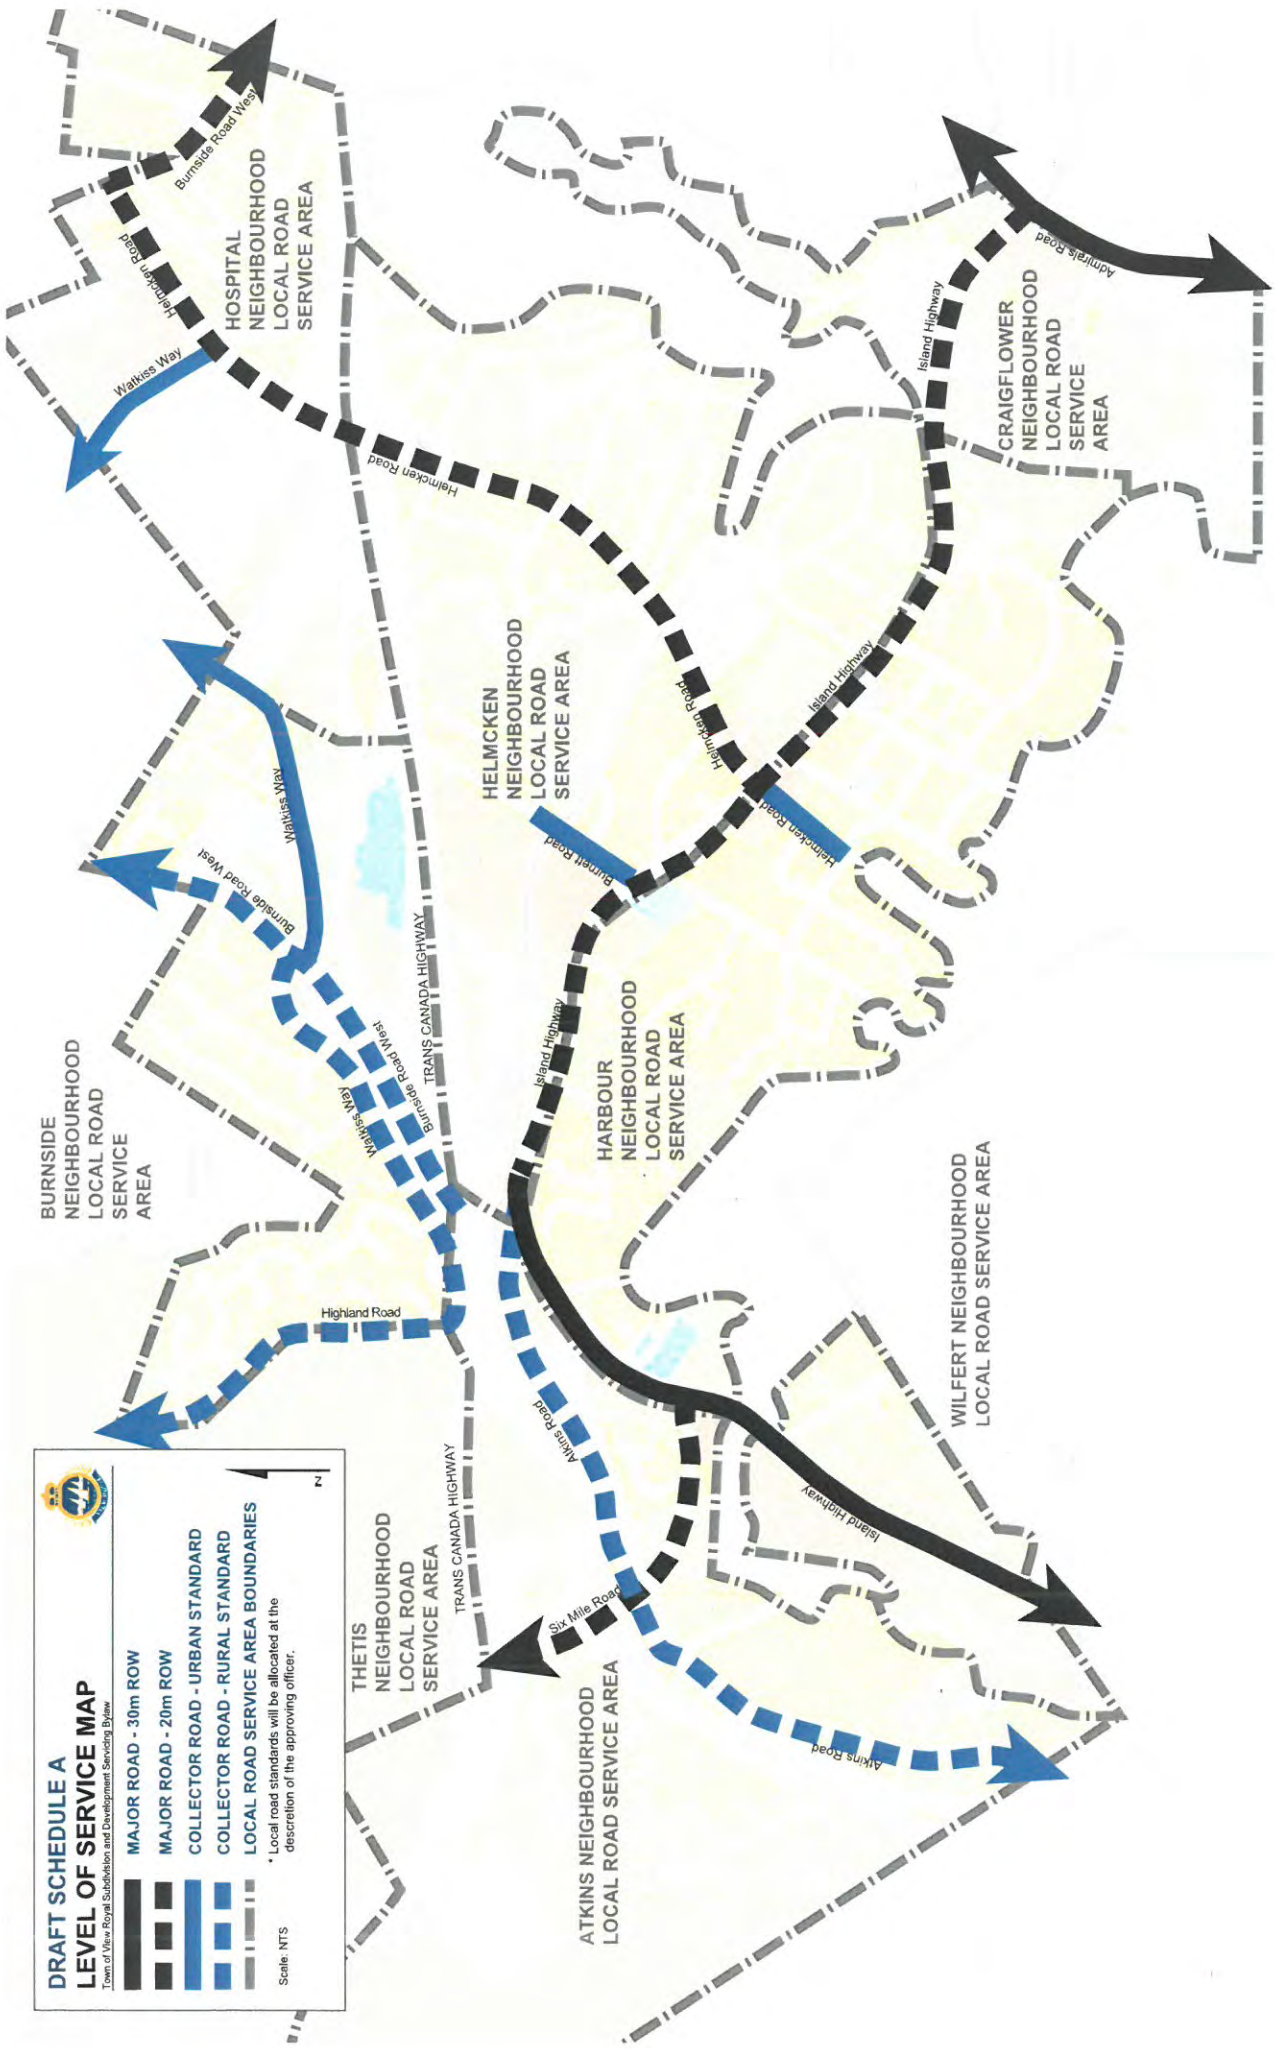 DRAFT SCHEDULE A
LEVEL OF SERVICE MAP
Town of View Royal Subdivision and Development Servicing Bylaw
MAJOR ROAD - 30m ROW
MAJOR ROAD - 20m ROW
COLLECTOR ROAD - URBAN STANDARD
COLLECTOR ROAD - RURAL STANDARD
LOCAL ROAD SERVICE AREA BOUNDARIES
* Local road standards will be allocated at the
descretion of the approving officer.
Scale: NTS
N
BURNSIDE
NEIGHBOURHOOD
LOCAL ROAD
SERVICE
AREA
HOSPITAL
NEIGHBOURHOOD
LOCAL ROAD
SERVICE AREA
THETIS
NEIGHBOURHOOD
LOCAL ROAD
SERVICE AREA
HELMCKEN
NEIGHBOURHOOD
LOCAL ROAD
SERVICE AREA
ATKINS NEIGHBOURHOOD
LOCAL ROAD SERVICE AREA
HARBOUR
NEIGHBOURHOOD
LOCAL ROAD
SERVICE AREA
WILFERT NEIGHBOURHOOD
LOCAL ROAD SERVICE AREA
CRAIGFLOWER
NEIGHBOURHOOD
LOCAL ROAD
SERVICE
AREA
Highland Road
Watkiss Way
Burnside Road West
Burnside Road West
Watkiss Way
Watkiss Way
Helmcken Road
Burnside Road West
TRANS CANADA HIGHWAY
TRANS CANADA HIGHWAY
Helmcken Road
Helmcken Road
Helmcken Road
Burnett Road
Six Mile Road
Atkins Road
Atkins Road
Island Highway
Island Highway
Island Highway
Island Highway
Admirals Road